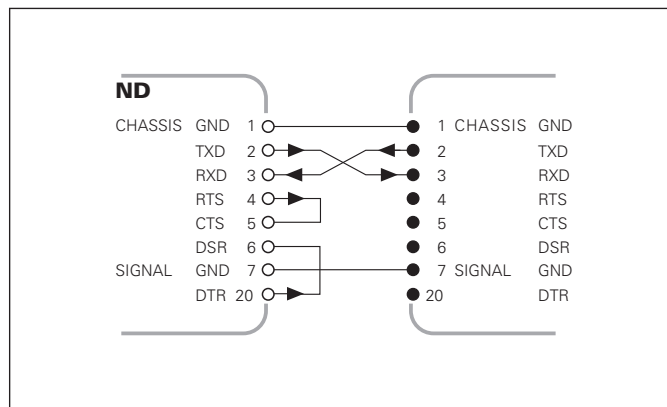 ND
CHASSIS GND 1 1 CHASSIS GND
TXD 2 2 TXD
RXD 3 3 RXD
RTS 4 4 RTS
CTS 5 5 CTS
DSR 6 6 DSR
SIGNAL GND 7 7 SIGNAL GND
DTR 20 20 DTR